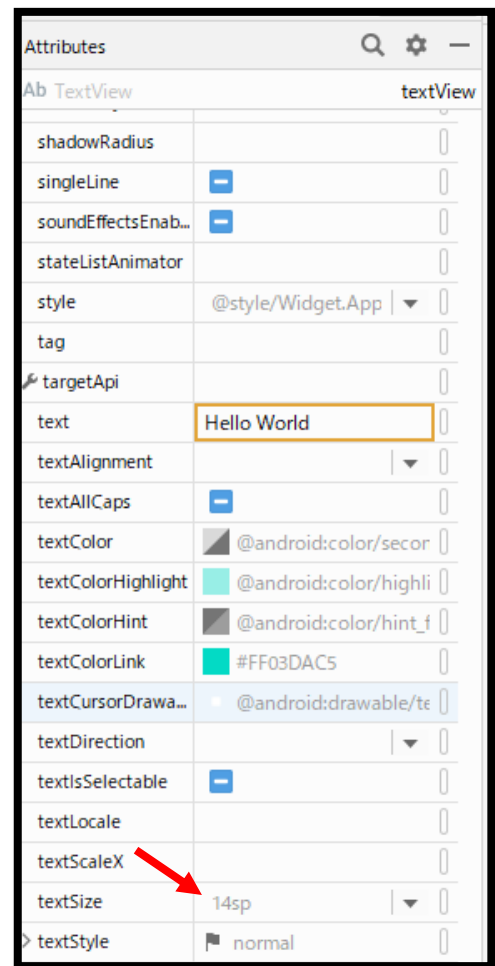 Attributes
Ab TextView textView
shadowRadius
singleLine
soundEffectsEnab...
stateListAnimator
style @style/Widget.App
tag
targetApi
text Hello World
textAlignment
textAllCaps
textColor @android:color/secon
textColorHighlight @android:color/highli
textColorHint @android:color/hint_f
textColorLink #FF03DAC5
textCursorDrawa... @android:drawable/te
textDirection
textIsSelectable
textLocale
textScaleX
textSize 14sp
textStyle normal